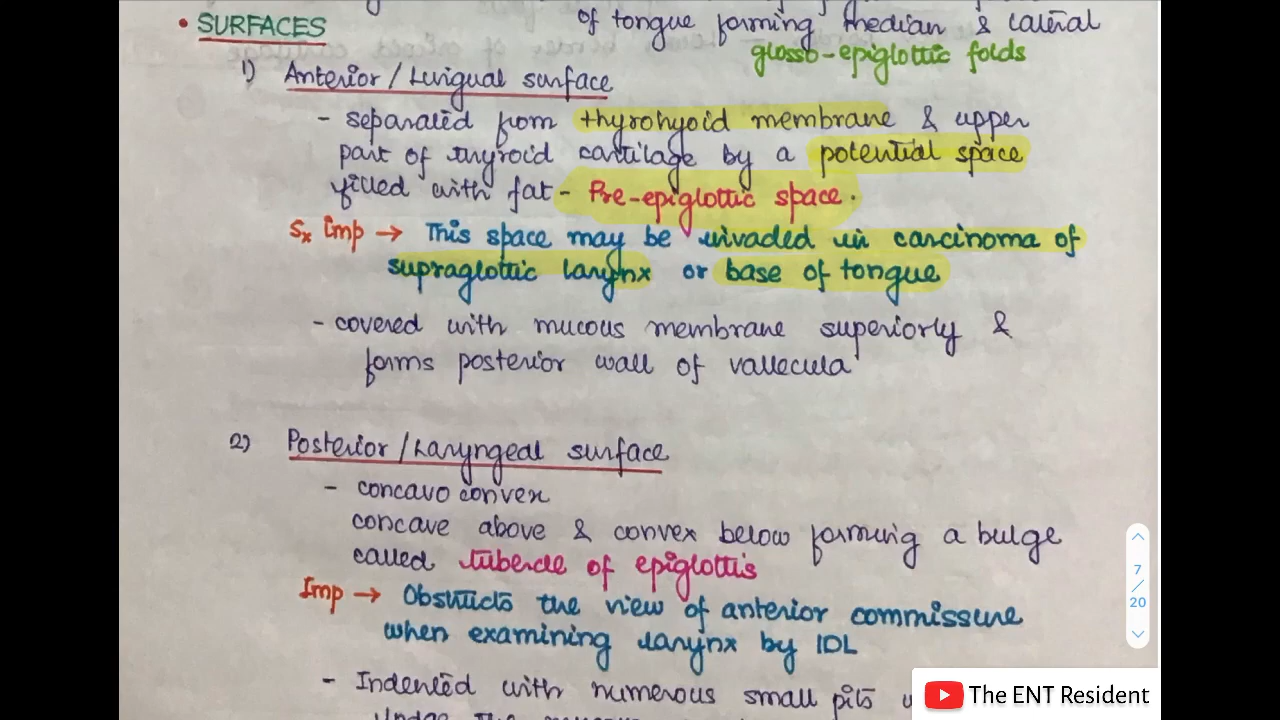 of tongue forming median & lateral
• SURFACES
glosso-epiglottic folds
1) Anterior / Lingual surface
- separated from thyrohyoid membrane & upper
part of thyroid cartilage by a potential space
filled with fat - Pre-epiglottic space.
Sx imp → This space may be invaded in carcinoma of
supraglottic larynx or base of tongue
- covered with mucous membrane superiorly &
forms posterior wall of vallecula
2) Posterior / Laryngeal surface
- concavo convex
concave above & convex below forming a bulge
called tubercle of epiglottis
Imp → Obstructs the view of anterior commissure
when examining larynx by IDL
- Indented with numerous small pits
under the
7
/
20
The ENT Resident